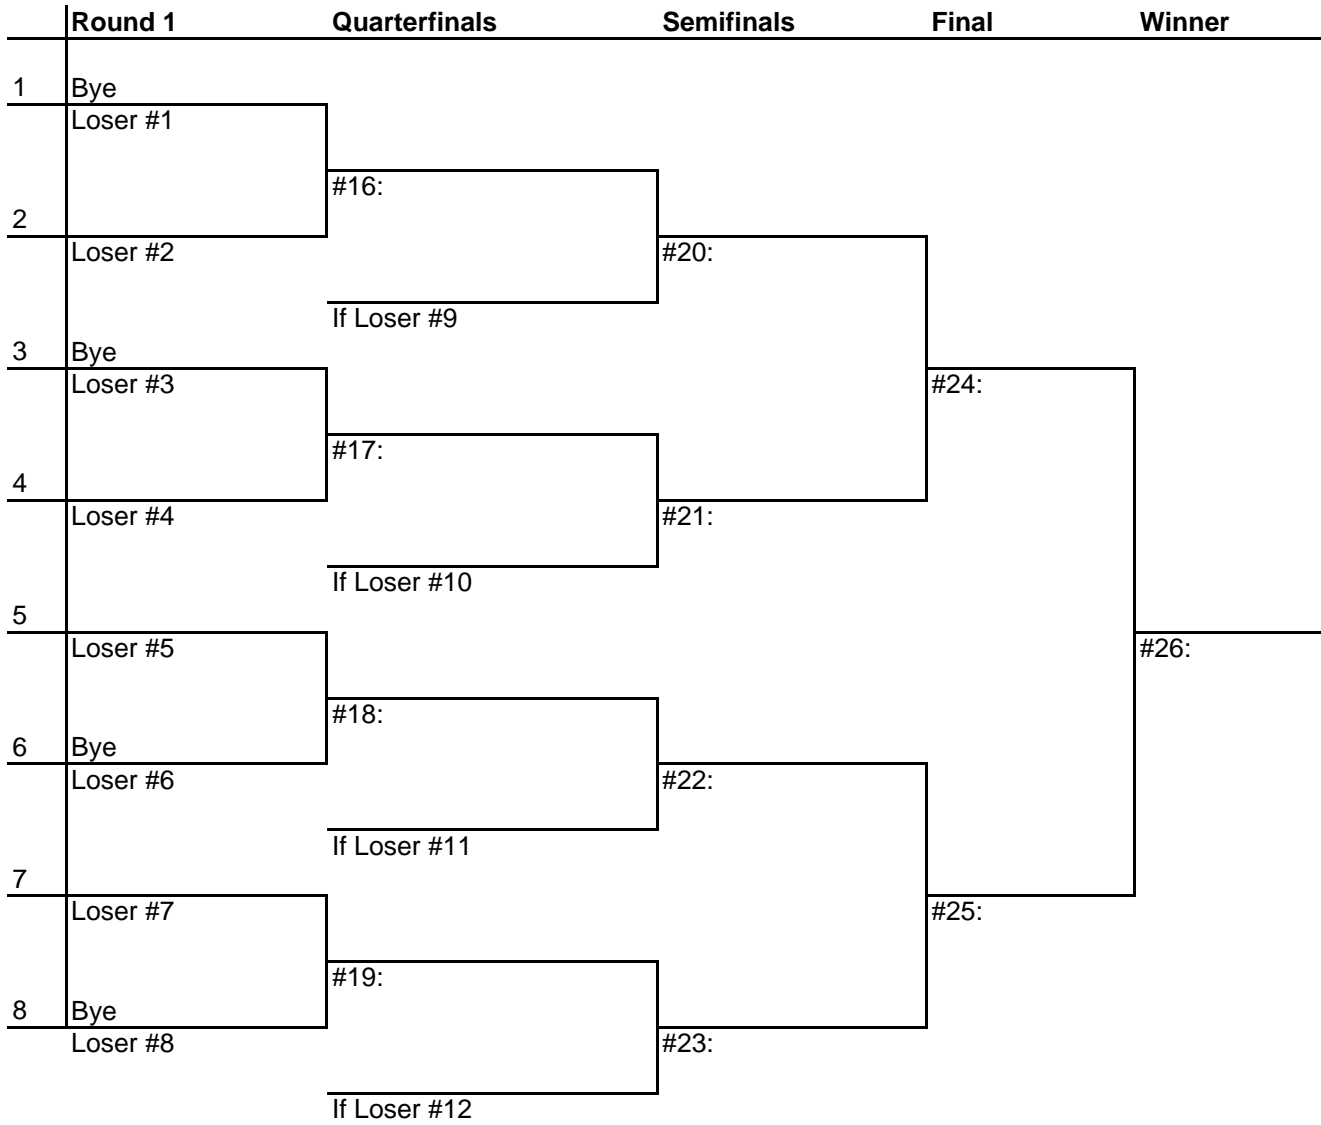 Round 1 Quarterfinals Semifinals Final Winner
1 Bye
Loser #1
#16:
2
Loser #2 #20:
If Loser #9
3 Bye
Loser #3 #24:
#17:
4
Loser #4 #21:
If Loser #10
5
Loser #5 #26:
#18:
6 Bye
Loser #6 #22:
If Loser #11
7
Loser #7 #25:
#19:
8 Bye
Loser #8 #23:
If Loser #12